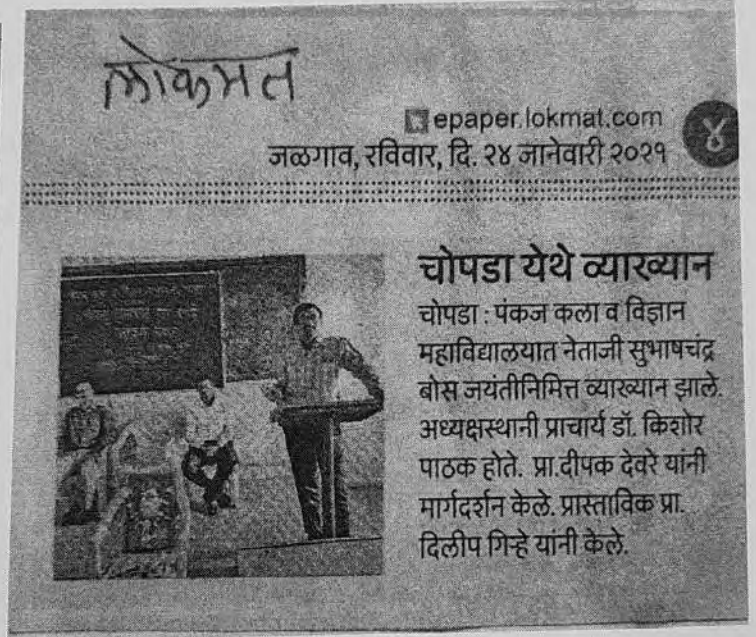 लोकमत
epaper.lokmat.com
४
जळगाव, रविवार, दि. २४ जानेवारी २०२१
चोपडा येथे व्याख्यान
चोपडा : पंकज कला व विज्ञान
महाविद्यालयात नेताजी सुभाषचंद्र
बोस जयंतीनिमित्त व्याख्यान झाले.
अध्यक्षस्थानी प्राचार्य डॉ. किशोर
पाठक होते. प्रा.दीपक देवरे यांनी
मार्गदर्शन केले. प्रास्ताविक प्रा.
दिलीप गिऱ्हे यांनी केले.